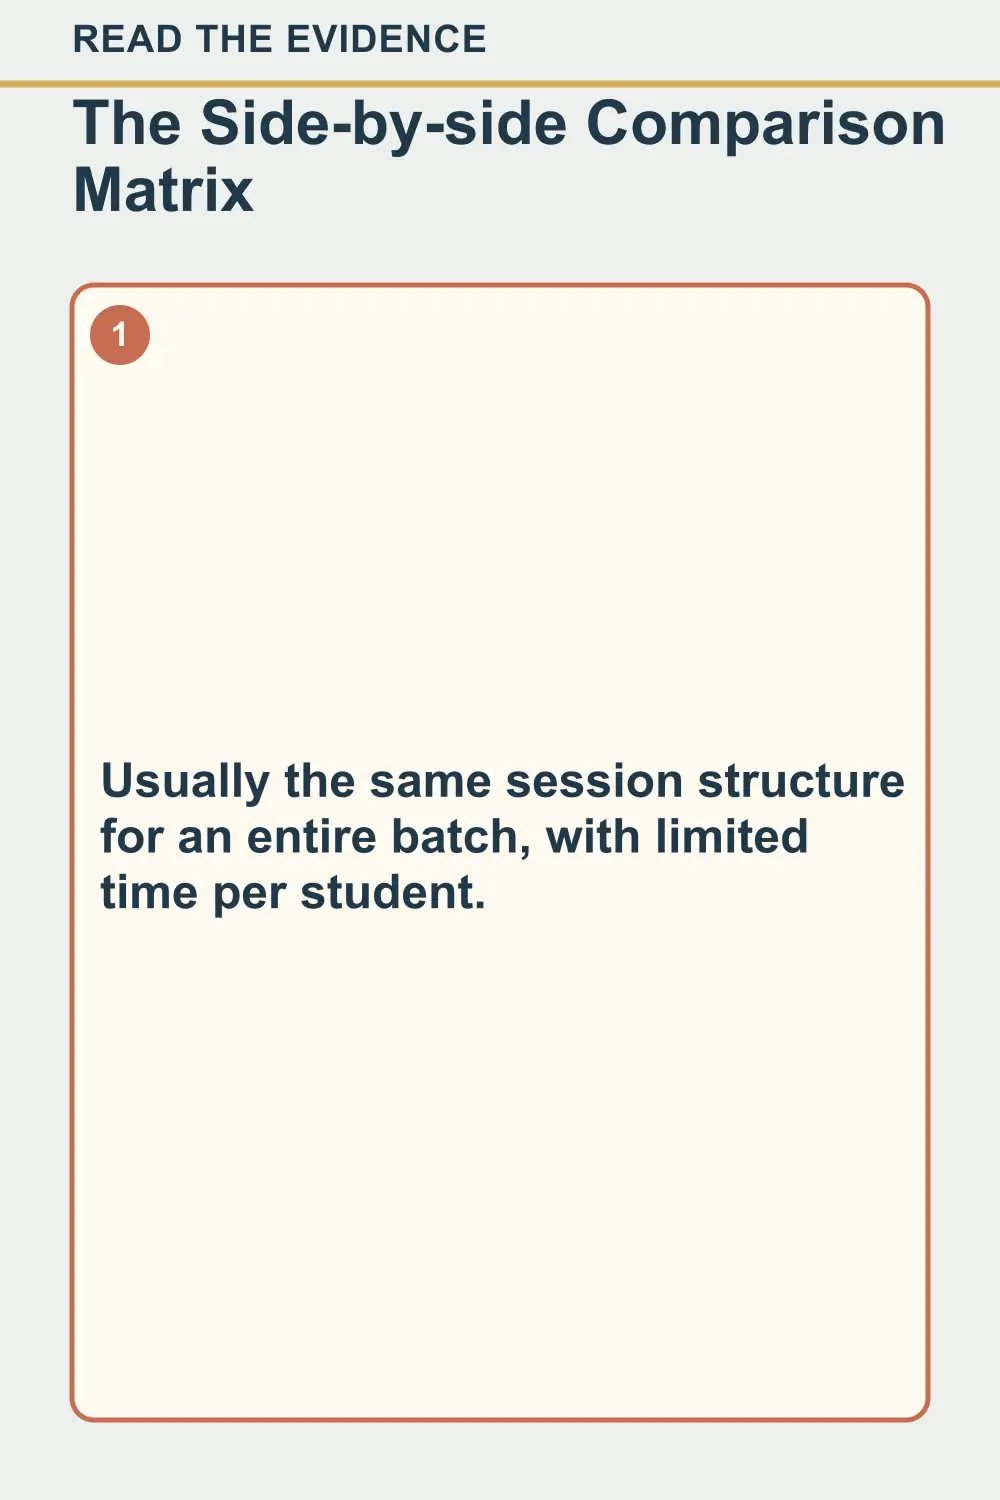 READ THE EVIDENCE
The Side-by-side Comparison
Matrix
1
Usually the same session structure
for an entire batch, with limited
time per student.